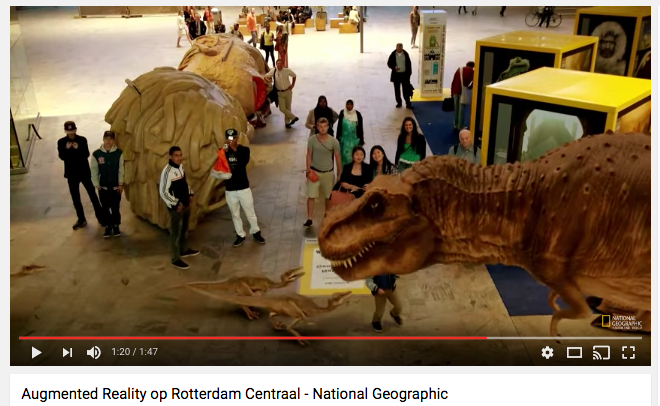 NATIONAL
GEOGRAPHIC
1:20 / 1:47
Augmented Reality op Rotterdam Centraal - National Geographic